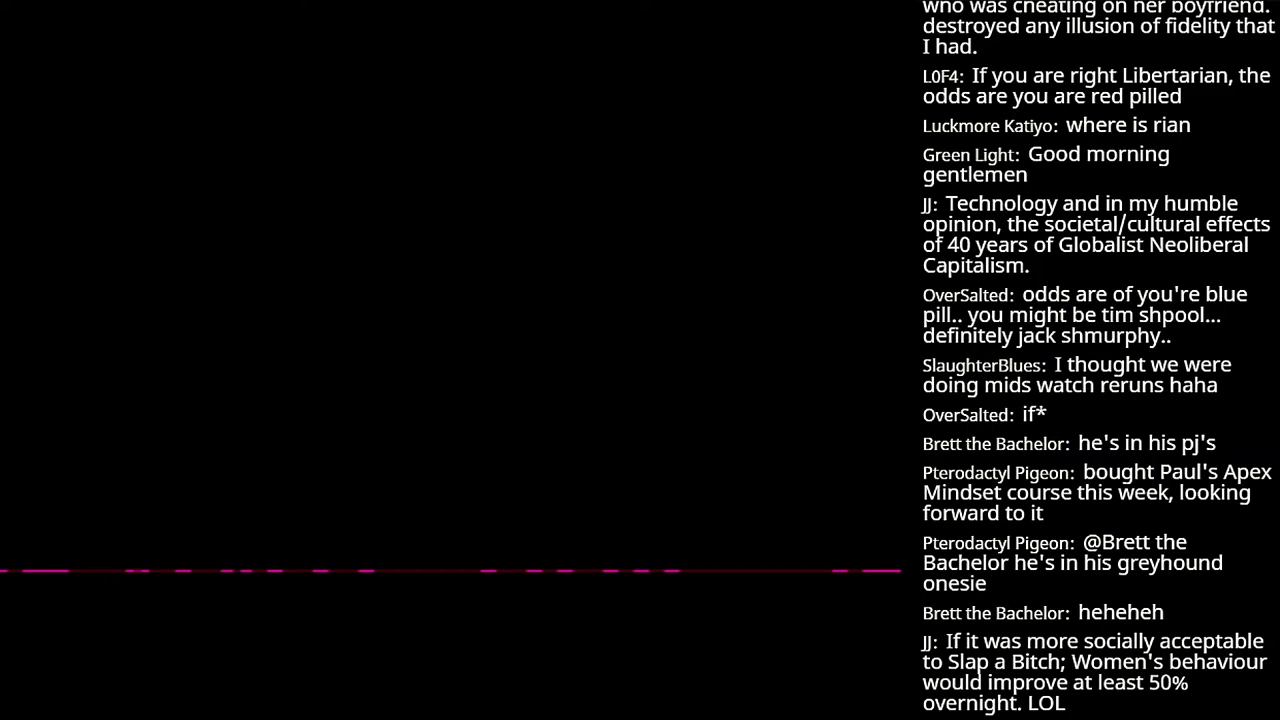 who was cheating on her boyfriend.
destroyed any illusion of fidelity that
I had.
L0F4: If you are right Libertarian, the
odds are you are red pilled
Luckmore Katiyo: where is rian
Green Light: Good morning
gentlemen
JJ: Technology and in my humble
opinion, the societal/cultural effects
of 40 years of Globalist Neoliberal
Capitalism.
OverSalted: odds are of you're blue
pill.. you might be tim shpool...
definitely jack shmurphy..
SlaughterBlues: I thought we were
doing mids watch reruns haha
OverSalted: if*
Brett the Bachelor: he's in his pj's
Pterodactyl Pigeon: bought Paul's Apex
Mindset course this week, looking
forward to it
Pterodactyl Pigeon: @Brett the
Bachelor he's in his greyhound
onesie
Brett the Bachelor: heheheh
JJ: If it was more socially acceptable
to Slap a Bitch; Women's behaviour
would improve at least 50%
overnight. LOL